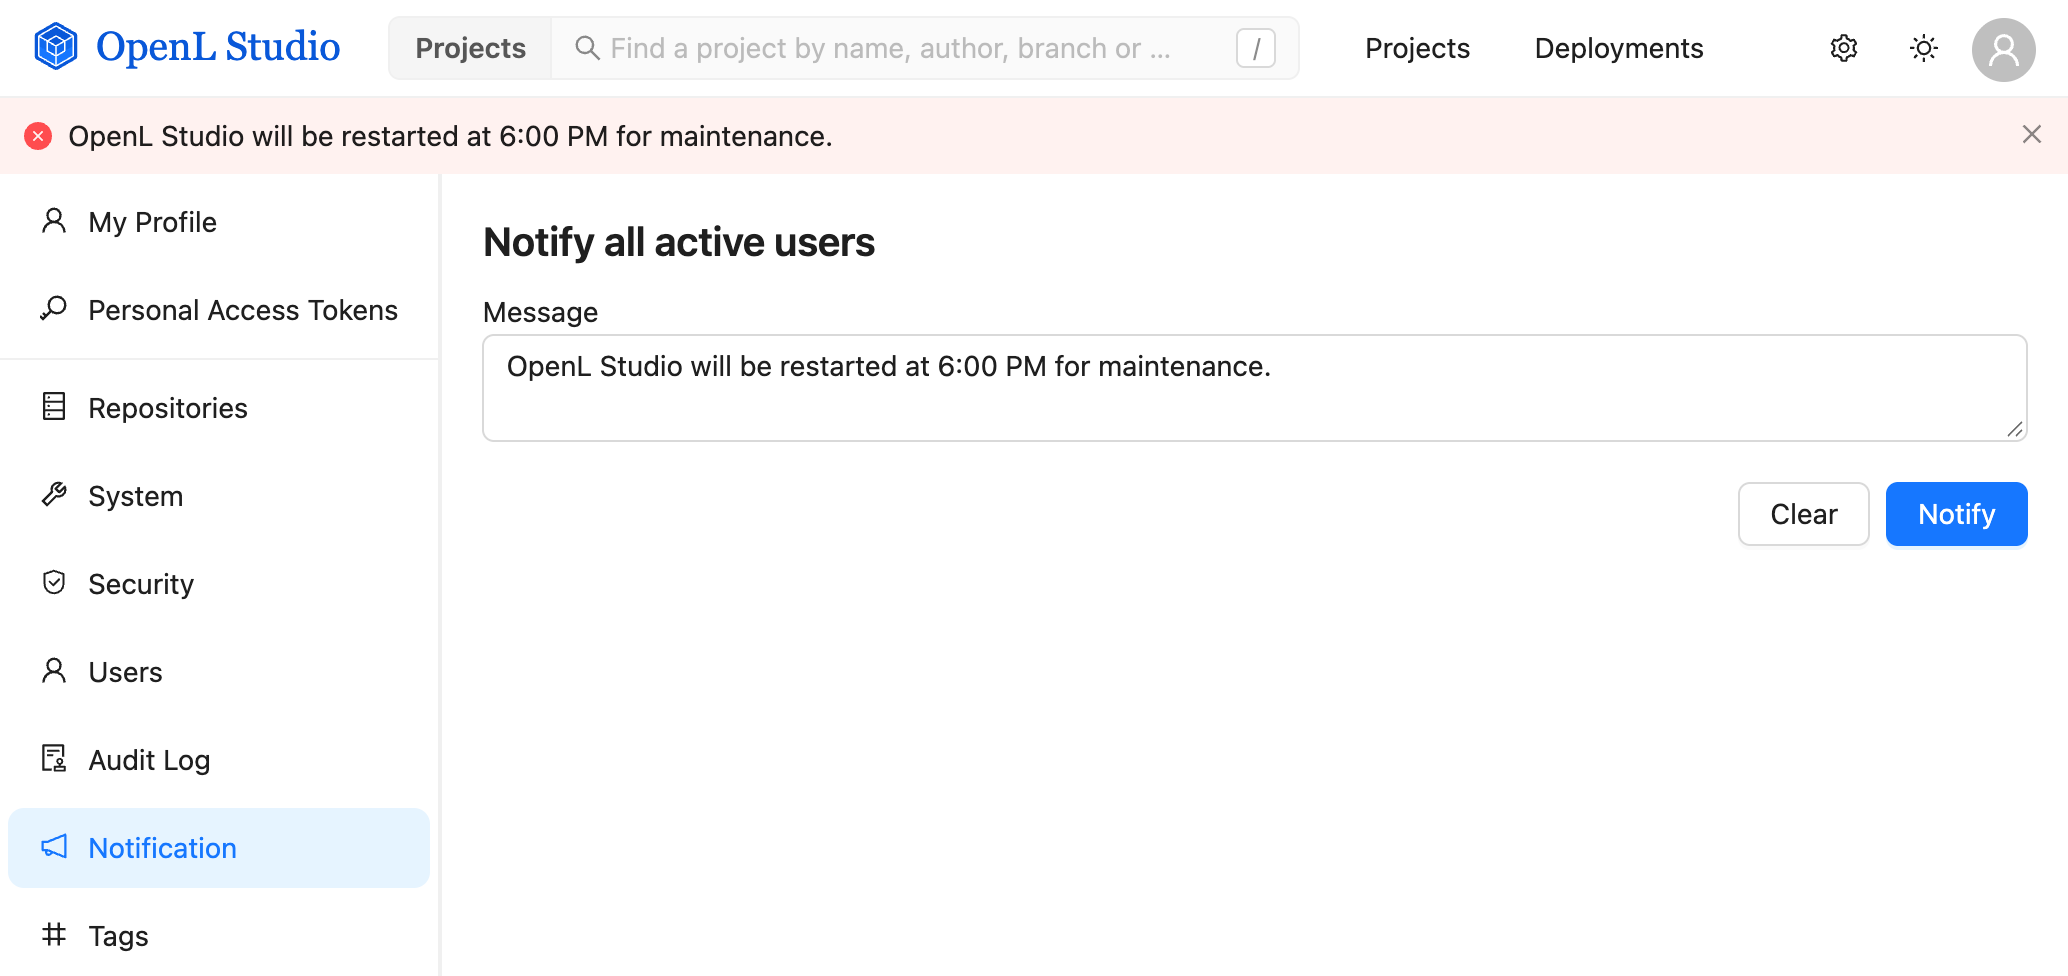 OpenL Studio
Projects
Find a project by name, author, branch or ...
/
Projects
Deployments
OpenL Studio will be restarted at 6:00 PM for maintenance.
My Profile
Personal Access Tokens
Repositories
System
Security
Users
Audit Log
Notification
Tags
Notify all active users
Message
OpenL Studio will be restarted at 6:00 PM for maintenance.
Clear
Notify